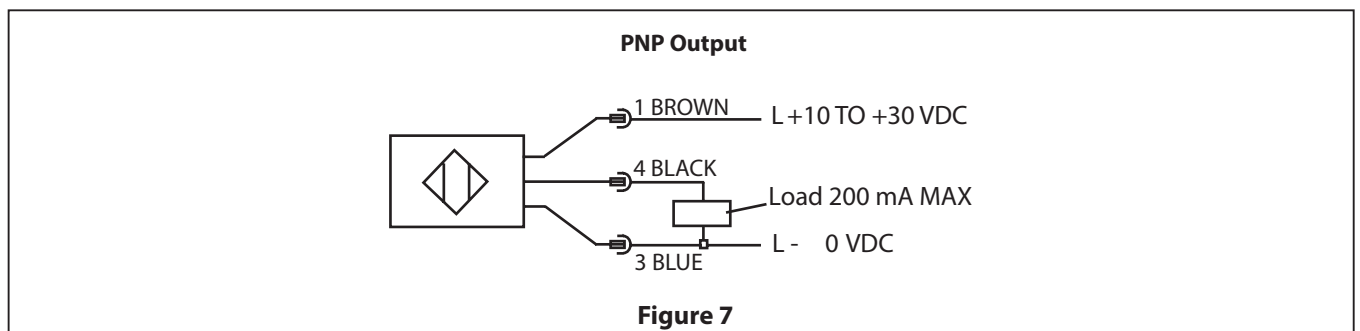 PNP Output
1 BROWN
L +10 TO +30 VDC
4 BLACK
Load 200 mA MAX
L - 0 VDC
3 BLUE
Figure 7